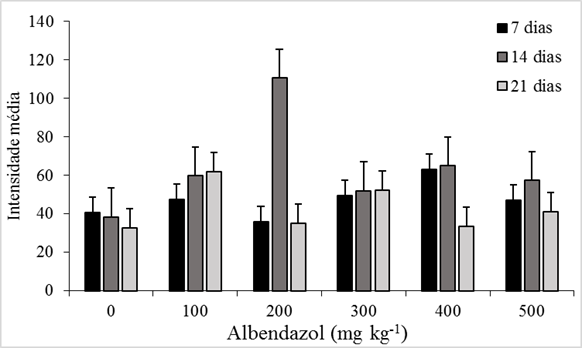 140
120
100
80
60
40
20
0
Intensidade média
7 dias
14 dias
21 dias
0 100 200 300 400 500
Albendazol (mg kg⁻¹)